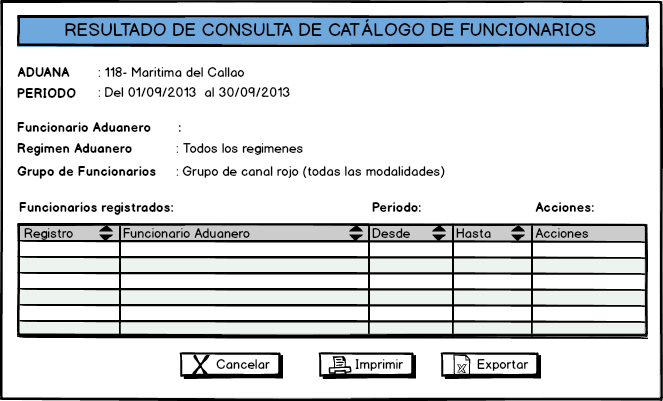 RESULTADO DE CONSULTA DE CATÁLOGO DE FUNCIONARIOS
ADUANA : 118- Maritima del Callao
PERIODO : Del 01/09/2013 al 30/09/2013
Funcionario Aduanero :
Regimen Aduanero : Todos los regimenes
Grupo de Funcionarios : Grupo de canal rojo (todas las modalidades)
Funcionarios registrados: Periodo: Acciones:
Registro Funcionario Aduanero Desde Hasta Acciones
Cancelar Imprimir Exportar